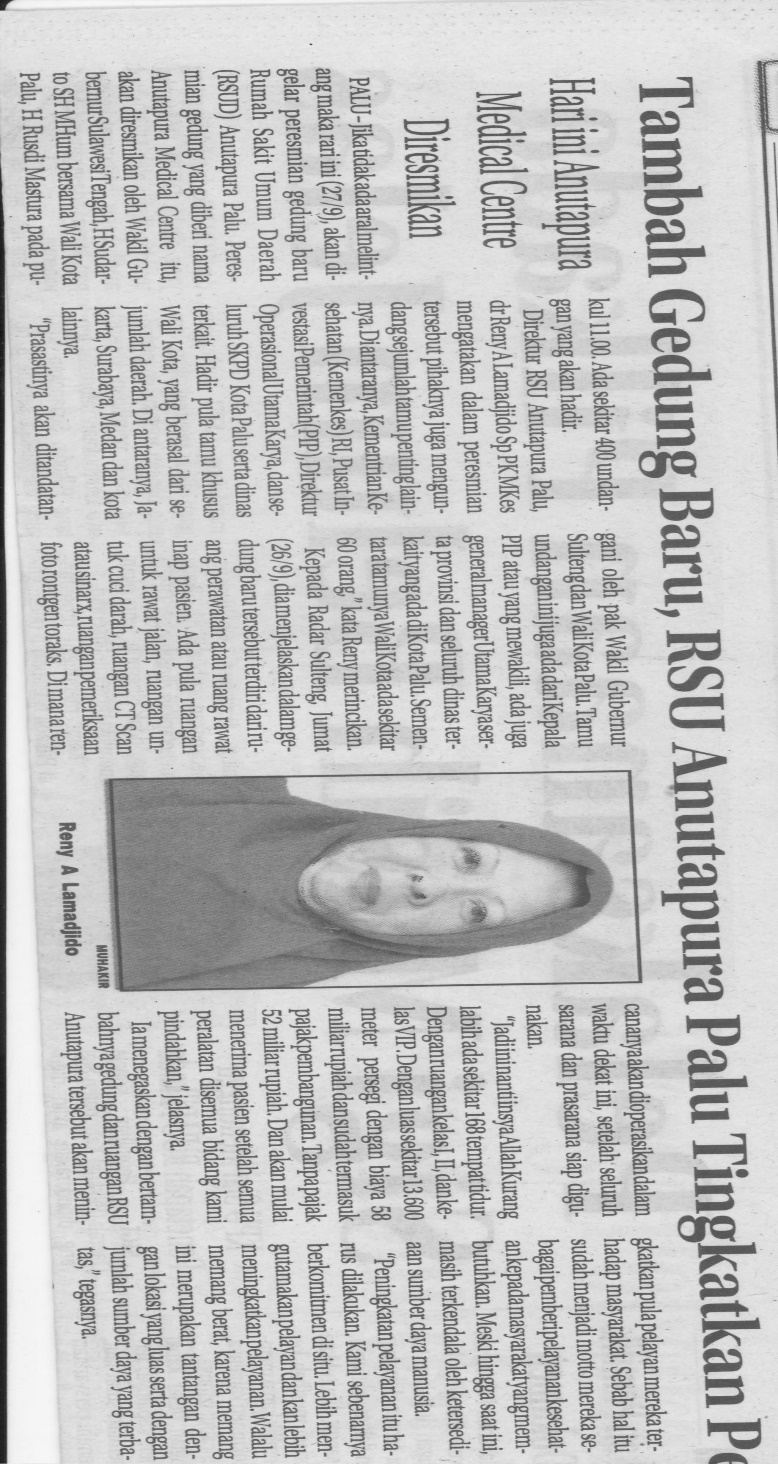 Tambah Gedung Baru, RSU Anutapura Palu Tingkatkan Pe
Hari ini Anutapura
Medical Centre
Diresmikan
PALU – Jika tidak ada aral melint-
ang maka rari ini (27/9), akan di-
gelar peresmian gedung baru
Rumah Sakit Umum Daerah
(RSUD) Anutapura Palu. Peres-
mian gedung yang diberi nama
Anutapura Medical Centre itu,
akan diresmikan oleh Wakil Gu-
bernur Sulawesi Tengah, H Sudar-
to SH MHum bersama Wali Kota
Palu, H Rusdi Mastura pada pu-
kul 11.00. Ada sekitar 400 undan-
gan yang akan hadir.
Direktur RSU Anutapura Palu,
dr Reny A Lamadjido Sp PK MKes
mengatakan dalam peresmian
tersebut pihaknya juga mengun-
dang sejumlah tamu penting lain-
nya. Di antaranya, Kementrian Ke-
sehatan (Kemenkes) RI, Pusat In-
vestasi Pemerintah (PIP), Direktur
Operasional Utama Karya, dan se-
luruh SKPD Kota Palu serta dinas
terkait. Hadir pula tamu khusus
Wali Kota, yang berasal dari se-
jumlah daerah. Di antaranya, Ja-
karta, Surabaya, Medan dan kota
lainnya.
"Prasastinya akan ditandatan-
gani oleh pak Wakil Gubernur
Sulteng dan Wali Kota Palu. Tamu
undangan ini juga ada dari Kepala
PIP atau yang mewakili, ada juga
general manager Utama Karya ser-
ta provinsi dan seluruh dinas ter-
kait yang ada di Kota Palu. Semen-
tara tamunya Wali Kota ada sekitar
60 orang," kata Reny merincikan.
Kepada Radar Sulteng, Jumat
(26/9), dia menjelaskan dalam ge-
dung baru tersebut terdiri dari ru-
ang perawatan atau ruang rawat
inap pasien. Ada pula ruangan
untuk rawat jalan, ruangan un-
tuk cuci darah, ruangan CT Scan
atau sinar x, ruangan pemeriksaan
foto rontgen toraks. Di mana ren-
MUHAKIR
Reny A Lamadjido
cananya akan dioperasikan dalam
waktu dekat ini, setelah seluruh
sarana dan prasarana siap digu-
nakan.
"Jadi ini nanti insya Allah Kurang
labih ada sekitar 168 tempat tidur.
Dengan ruangan kelas I, II, dan ke-
las VIP. Dengan luas sekitar 13.600
meter persegi dengan biaya 58
miliar rupiah dan sudah termasuk
pajak pembangunan. Tanpa pajak
52 miliar rupiah. Dan akan mulai
menerima pasien setelah semua
peralatan disemua bidang kami
pindahkan," jelasnya.
Ia menegaskan dengan bertam-
bahnya gedung dan ruangan RSU
Anutapura tersebut akan menin-
gkatkan pula pelayan mereka ter-
hadap masyarakat. Sebab hal itu
sudah menjadi motto mereka se-
bagai pemberi pelayanan kesehat-
an kepada masyarakat yang mem-
butuhkan. Meski hingga saat ini,
masih terkendala oleh ketersedi-
aan sumber daya manusia.
"Peningkatan pelayanan itu ha-
rus dilakukan. Kami sebenarnya
berkomitmen di situ. Lebih men-
gutamakan pelayan dan kan lebih
meningkatkan pelayanan. Walalu
memang berat, karena memang
ini merupakan tantangan den-
gan lokasi yang luas serta dengan
jumlah sumber daya yang terba-
tas," tegasnya.